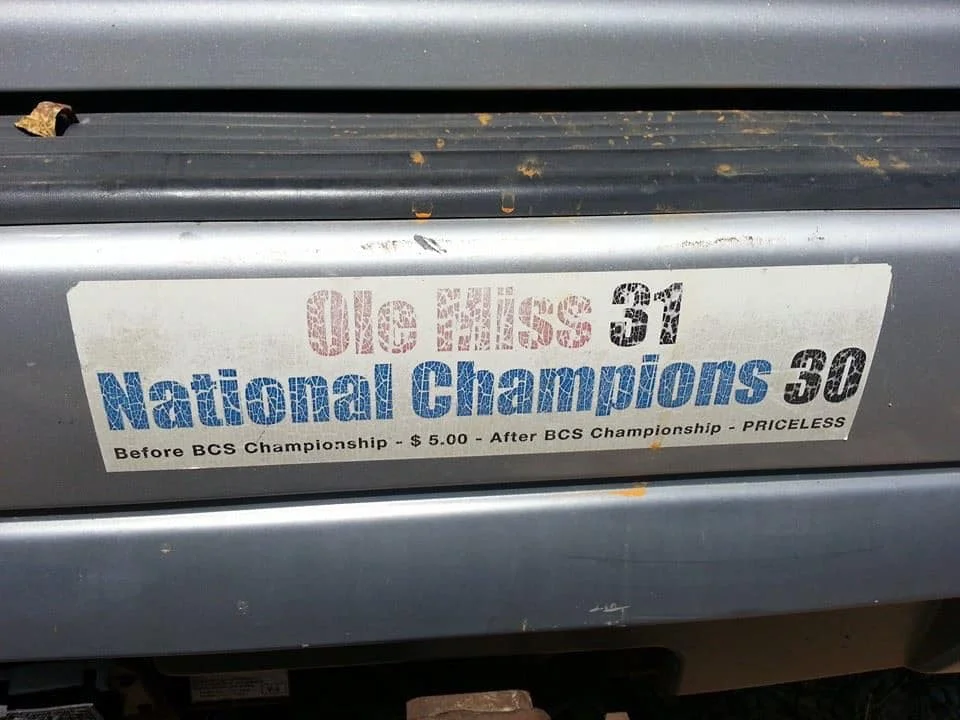 Ole Miss 31
National Champions 30
Before BCS Championship - $ 5.00 - After BCS Championship - PRICELESS